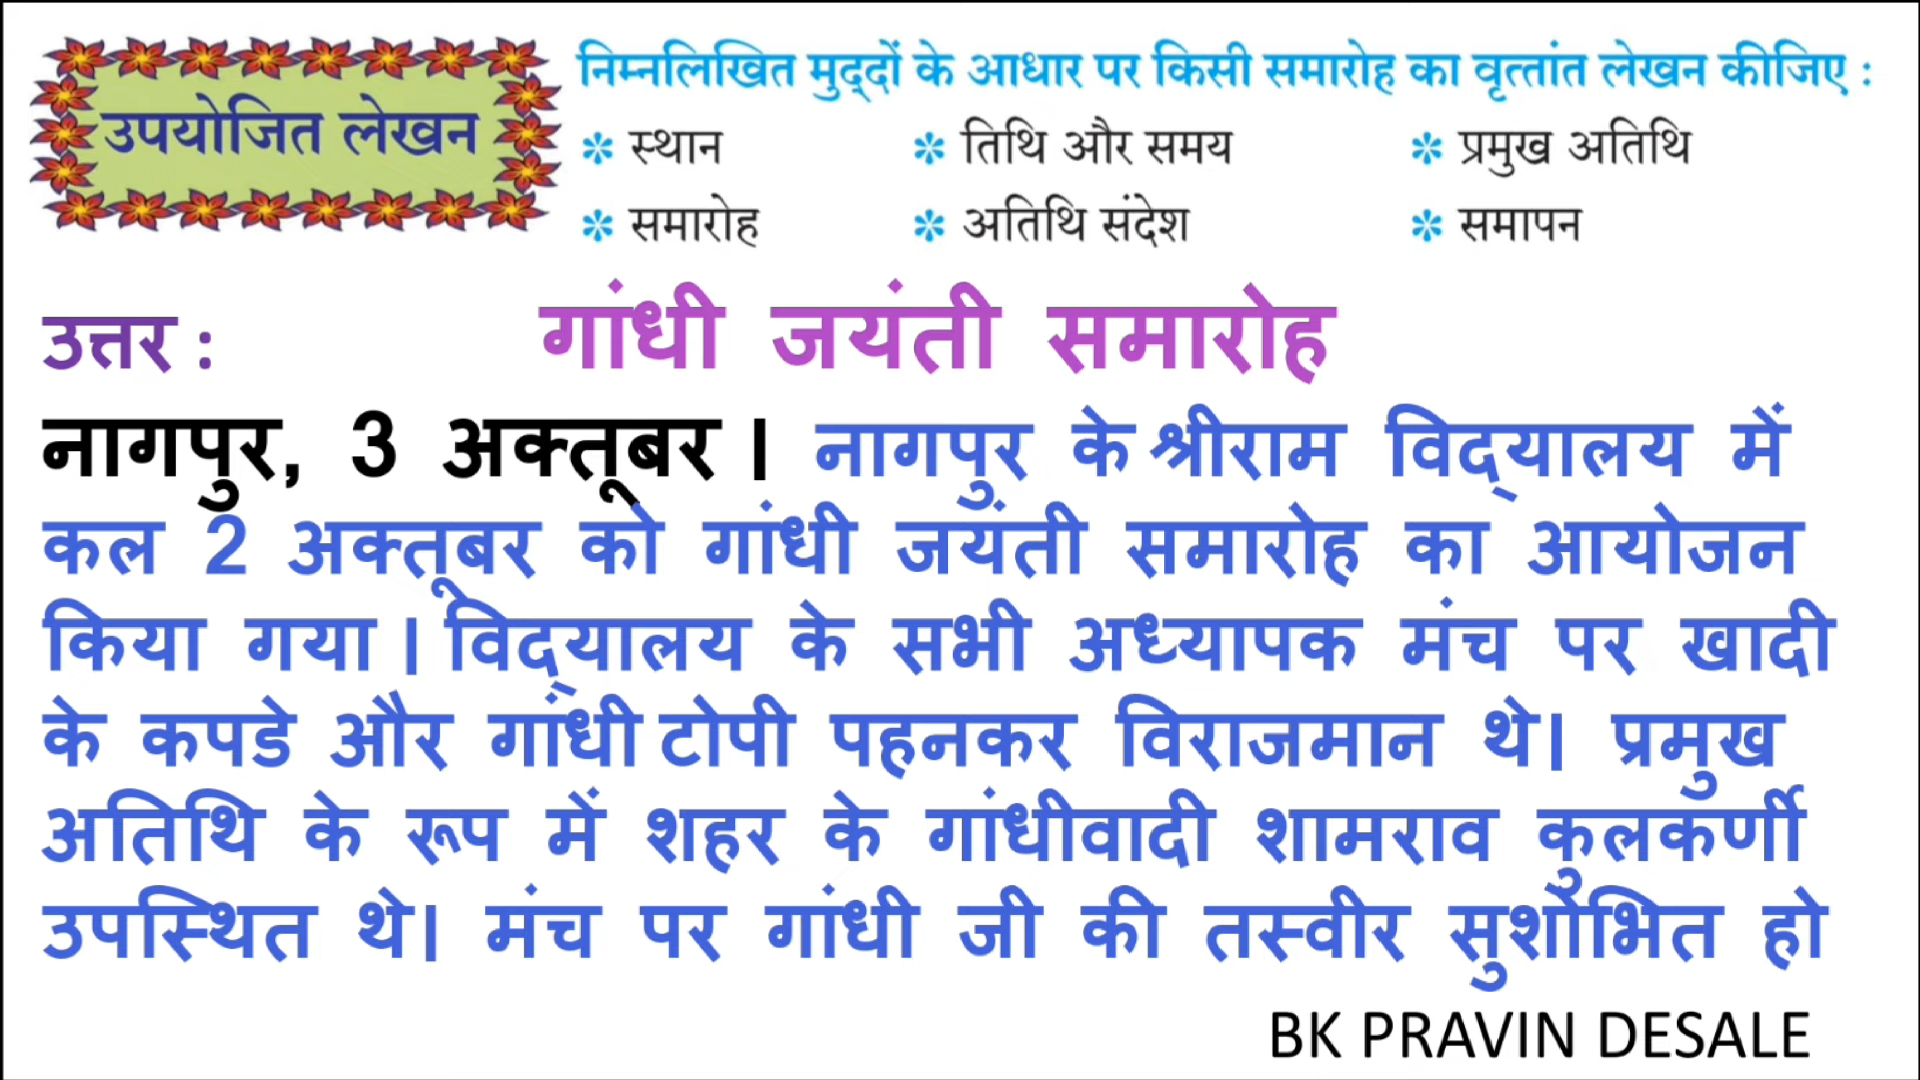 उपयोजित लेखन
निम्नलिखित मुद्‌दों के आधार पर किसी समारोह का वृत्तांत लेखन कीजिए :
* स्थान * तिथि और समय * प्रमुख अतिथि
* समारोह * अतिथि संदेश * समापन
उत्तर : गांधी जयंती समारोह
नागपुर, 3 अक्तूबर । नागपुर के श्रीराम विद्‌यालय में
कल 2 अक्तूबर को गांधी जयंती समारोह का आयोजन
किया गया । विद्‌यालय के सभी अध्यापक मंच पर खादी
के कपडे और गांधी टोपी पहनकर विराजमान थे। प्रमुख
अतिथि के रूप में शहर के गांधीवादी शामराव कुलकर्णी
उपस्थित थे। मंच पर गांधी जी की तस्वीर सुशोभित हो
BK PRAVIN DESALE